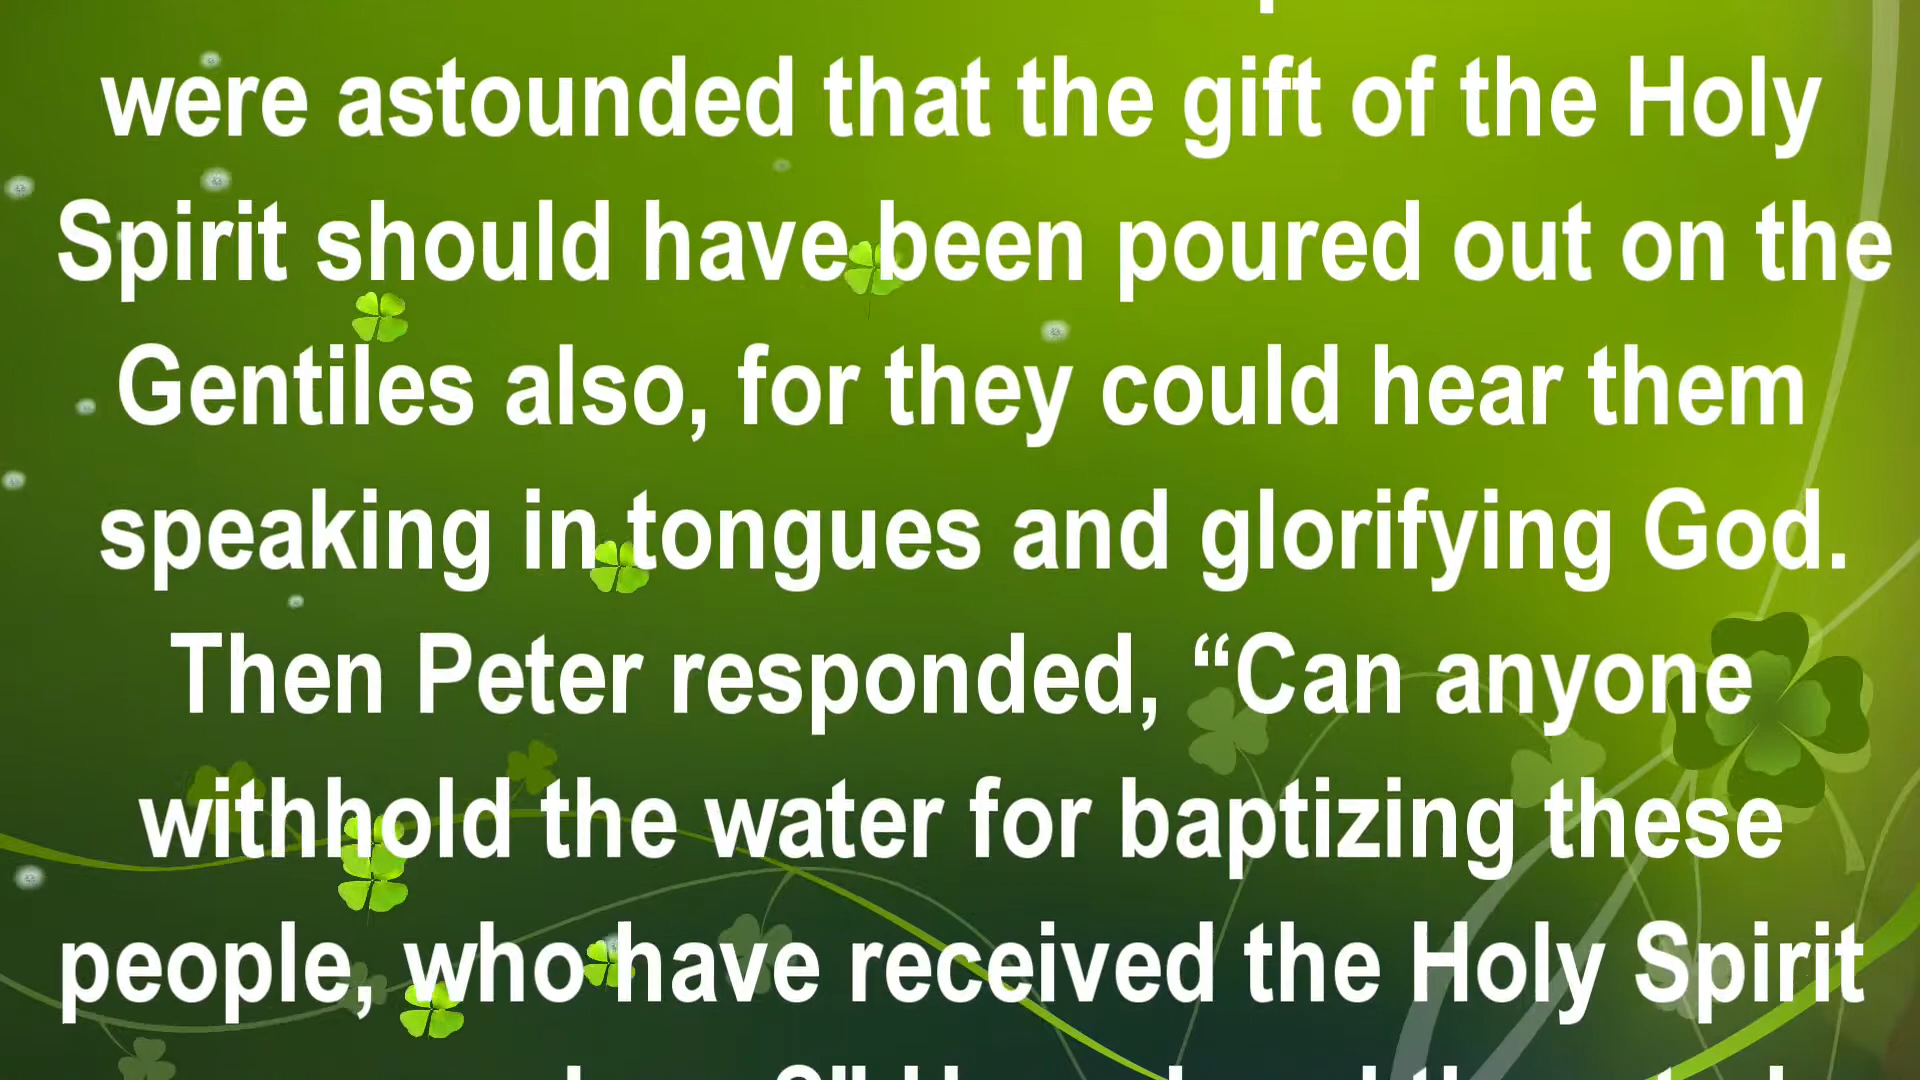 were astounded that the gift of the Holy
Spirit should have been poured out on the
Gentiles also, for they could hear them
speaking in tongues and glorifying God.
Then Peter responded, “Can anyone
withhold the water for baptizing these
people, who have received the Holy Spirit